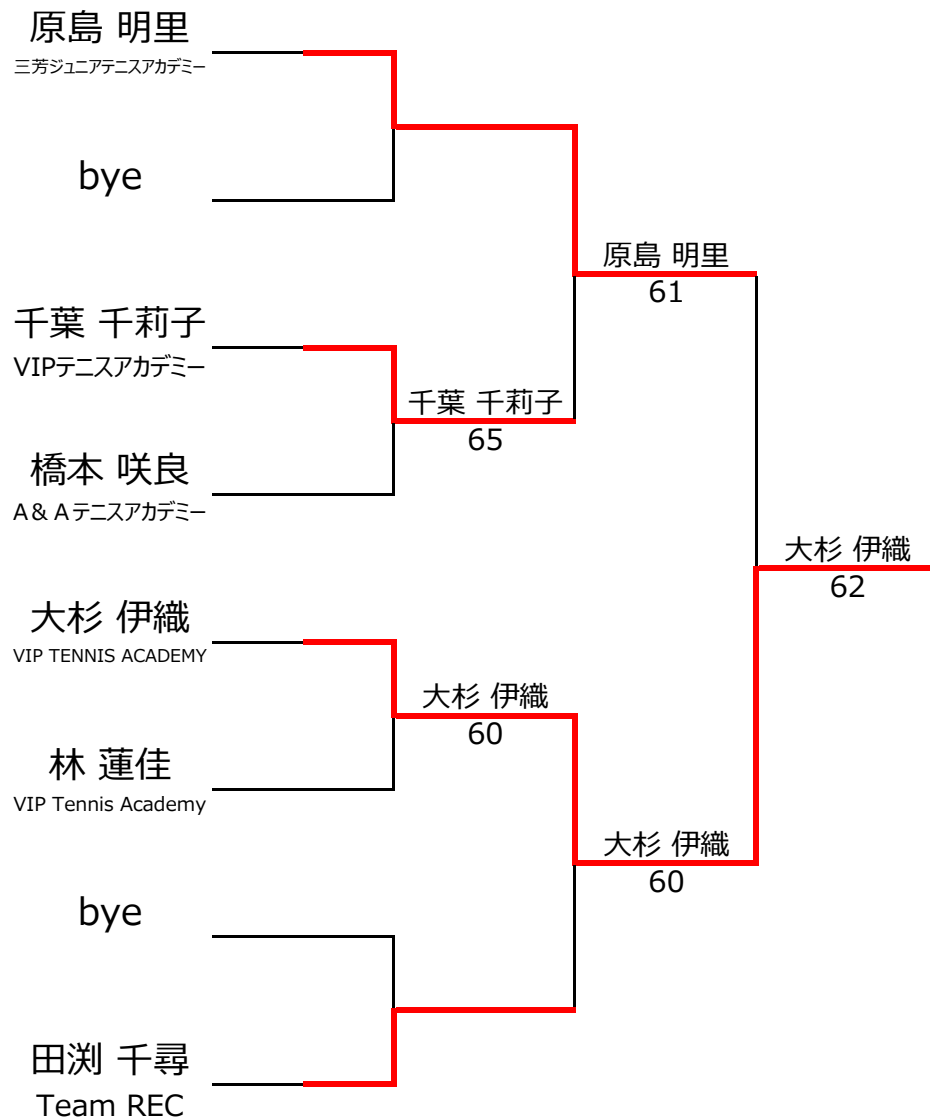 原島 明里
三芳ジュニアテニスアカデミー
bye
千葉 千莉子
VIPテニスアカデミー
橋本 咲良
A&Aテニスアカデミー
大杉 伊織
VIP TENNIS ACADEMY
林 蓮佳
VIP Tennis Academy
bye
田渕 千尋
Team REC
千葉 千莉子
65
大杉 伊織
60
原島 明里
61
大杉 伊織
60
大杉 伊織
62